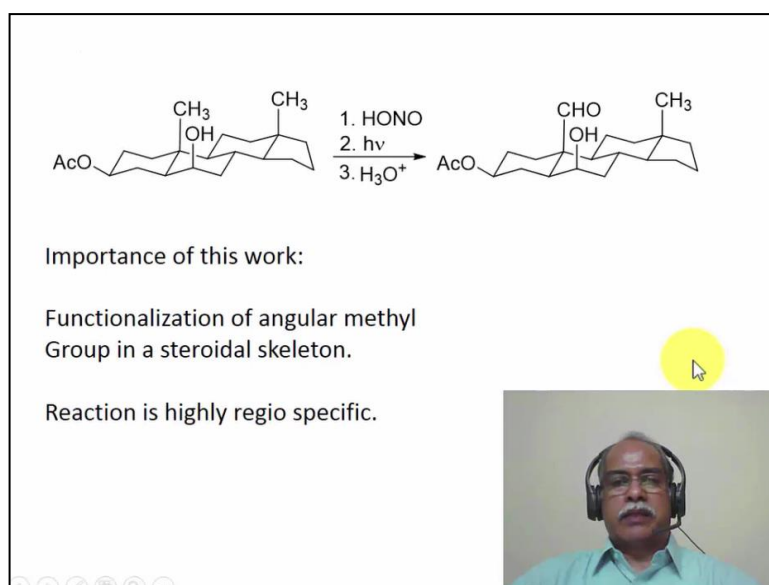 CH₃ CH₃ CHO CH₃
OH 1. HONO OH
2. hν
AcO 3. H₃O⁺ AcO
Importance of this work:
Functionalization of angular methyl
Group in a steroidal skeleton.
Reaction is highly regio specific.